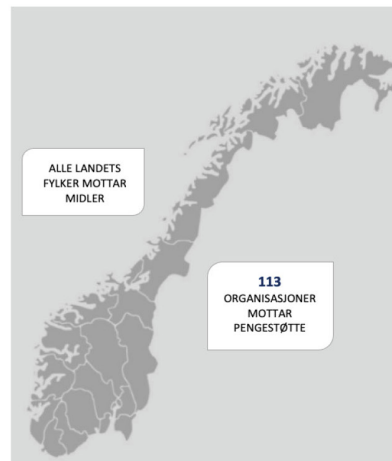 ALLE LANDETS
FYLKER MOTTAR
MIDLER
113
ORGANISASJONER
MOTTAR
PENGESTØTTE